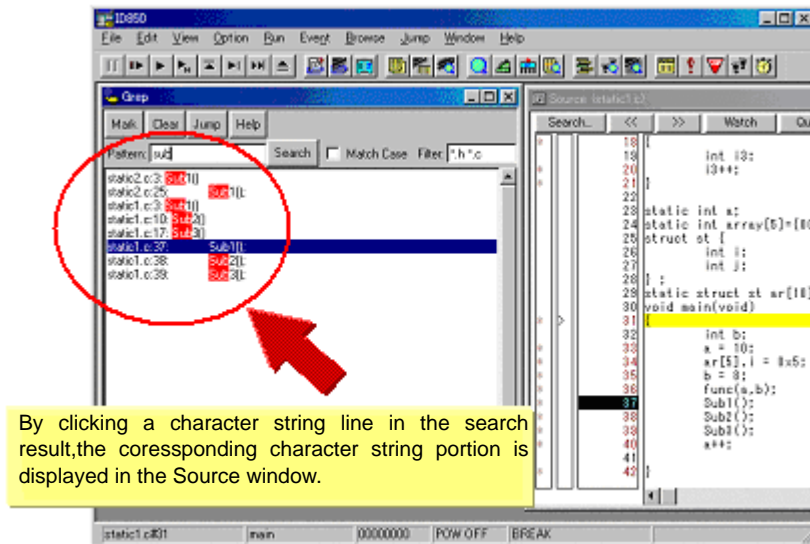 ID850
File Edit View Option Run Event Browse Jump Window Help
Grep
Mark Clear Jump Help
Pattern: sub Search Match Case Filter: *.h *.c
static2.c:3: Sub1()
static2.c:25: Sub1();
static1.c:3: Sub1()
static1.c:10: Sub2()
static1.c:17: Sub3()
static1.c:37: Sub1();
static1.c:38: Sub2();
static1.c:39: Sub3();
By clicking a character string line in the search
result,the coressponding character string portion is
displayed in the Source window.
Source (static1.c)
Search... << >> Watch
18 {
19 int i3;
20 i3++;
21 }
22
23 static int a;
24 static int array[5]={
25 struct st {
26 int i;
27 int j;
28 } ;
29 static struct st ar[10]
30 void main(void)
31 {
32 int b;
33 a = 10;
34 ar[5].i = 0x5;
35 b = 8;
36 func(a,b);
37 Sub1();
38 Sub2();
39 Sub3();
40 a++;
41
42 }
static1.c#31 main 00000000 POW OFF BREAK